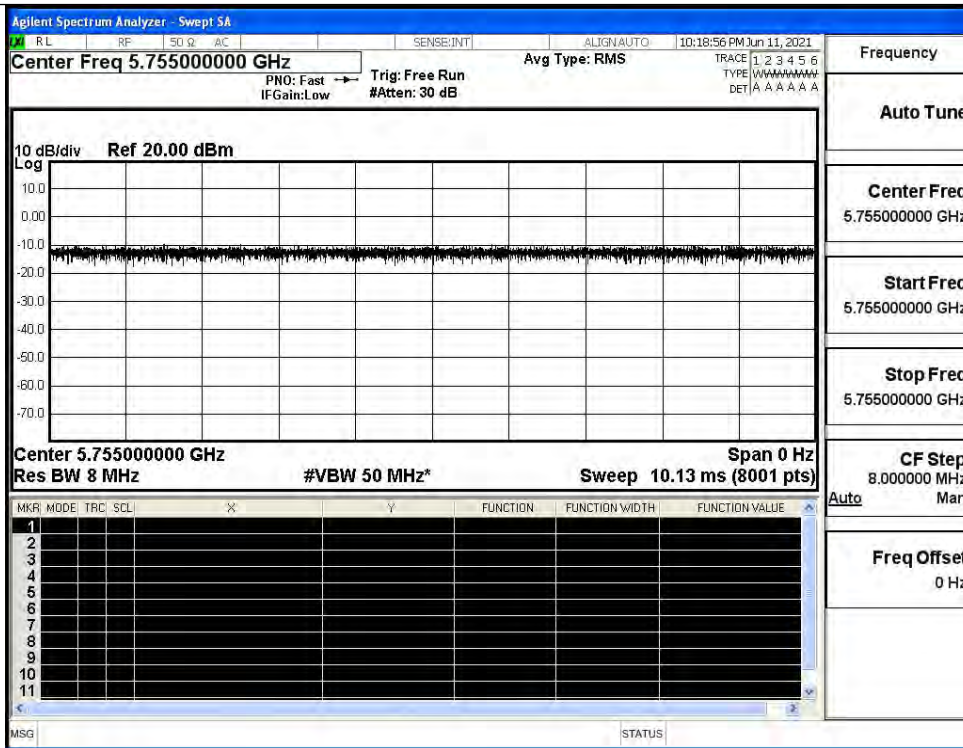 Agilent Spectrum Analyzer - Swept SA
LXI RL RF 50 Ω AC SENSE:INT ALIGNAUTO 10:18:56 PM Jun 11, 2021
Center Freq 5.755000000 GHz
Avg Type: RMS
TRACE 1 2 3 4 5 6
PNO: Fast Trig: Free Run
TYPE WWWWWW
IFGain:Low #Atten: 30 dB
DET A A A A A A
10 dB/div Ref 20.00 dBm
Log
10.0
0.00
-10.0
-20.0
-30.0
-40.0
-50.0
-60.0
-70.0
Center 5.755000000 GHz Span 0 Hz
Res BW 8 MHz #VBW 50 MHz* Sweep 10.13 ms (8001 pts)
MKR MODE TRC SCL X Y FUNCTION FUNCTION WIDTH FUNCTION VALUE
1
2
3
4
5
6
7
8
9
10
11
MSG STATUS
Frequency
Auto Tune
Center Freq
5.755000000 GHz
Start Freq
5.755000000 GHz
Stop Freq
5.755000000 GHz
CF Step
8.000000 MHz
Auto Man
Freq Offset
0 Hz